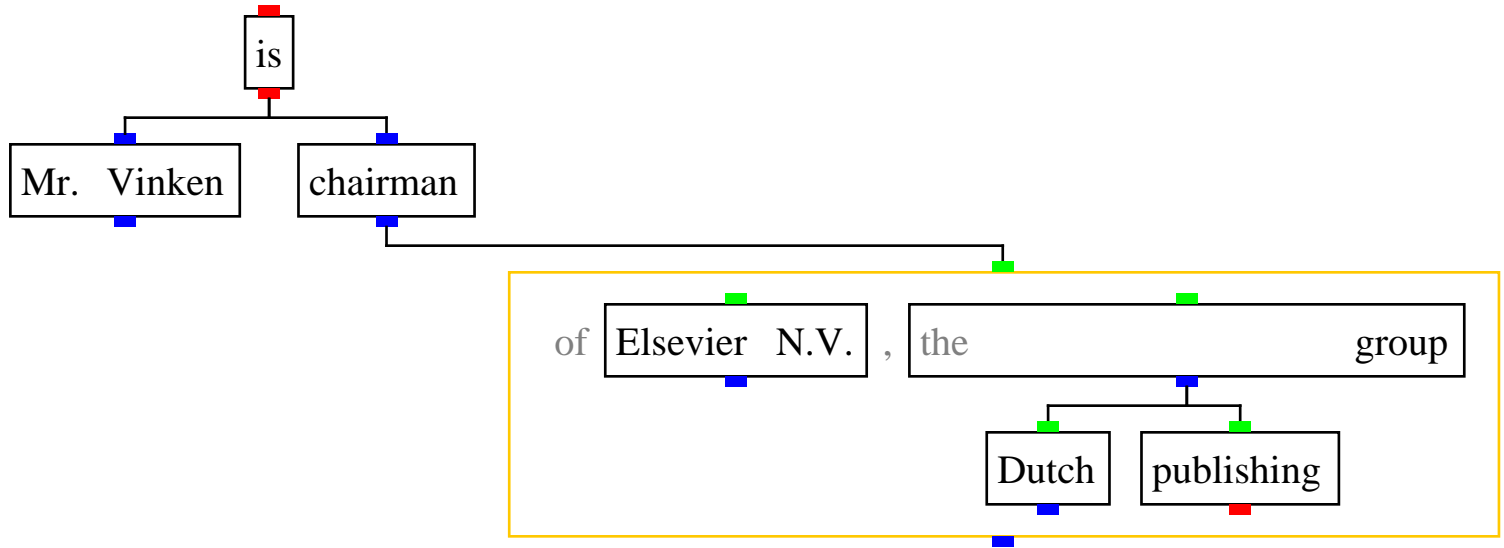 is
Mr. Vinken chairman
of Elsevier N.V. , the group
Dutch publishing